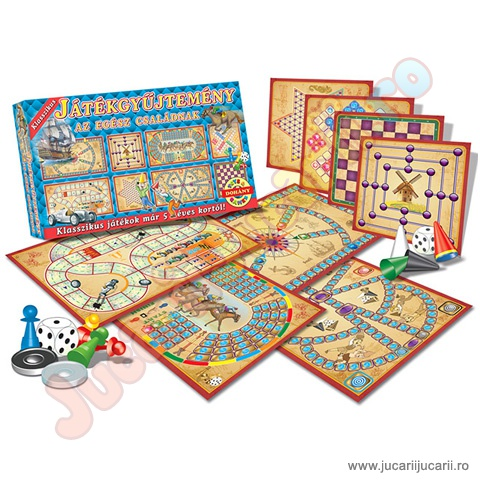 Klasszikus
JÁTÉKGYŰJTEMÉNY
AZ EGÉSZ CSALÁDNAK
DOHÁNY
Klasszikus játékok már 5 éves kortól!
www.jucariijucarii.ro